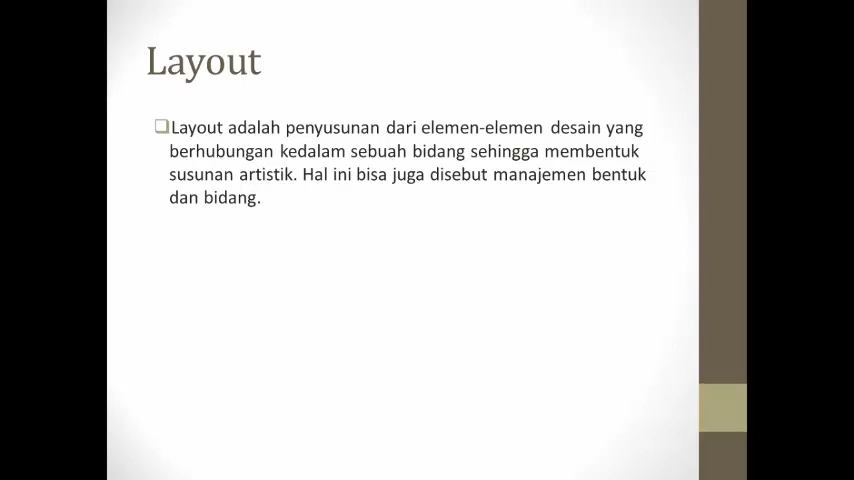 Layout
Layout adalah penyusunan dari elemen-elemen desain yang
berhubungan kedalam sebuah bidang sehingga membentuk
susunan artistik. Hal ini bisa juga disebut manajemen bentuk
dan bidang.